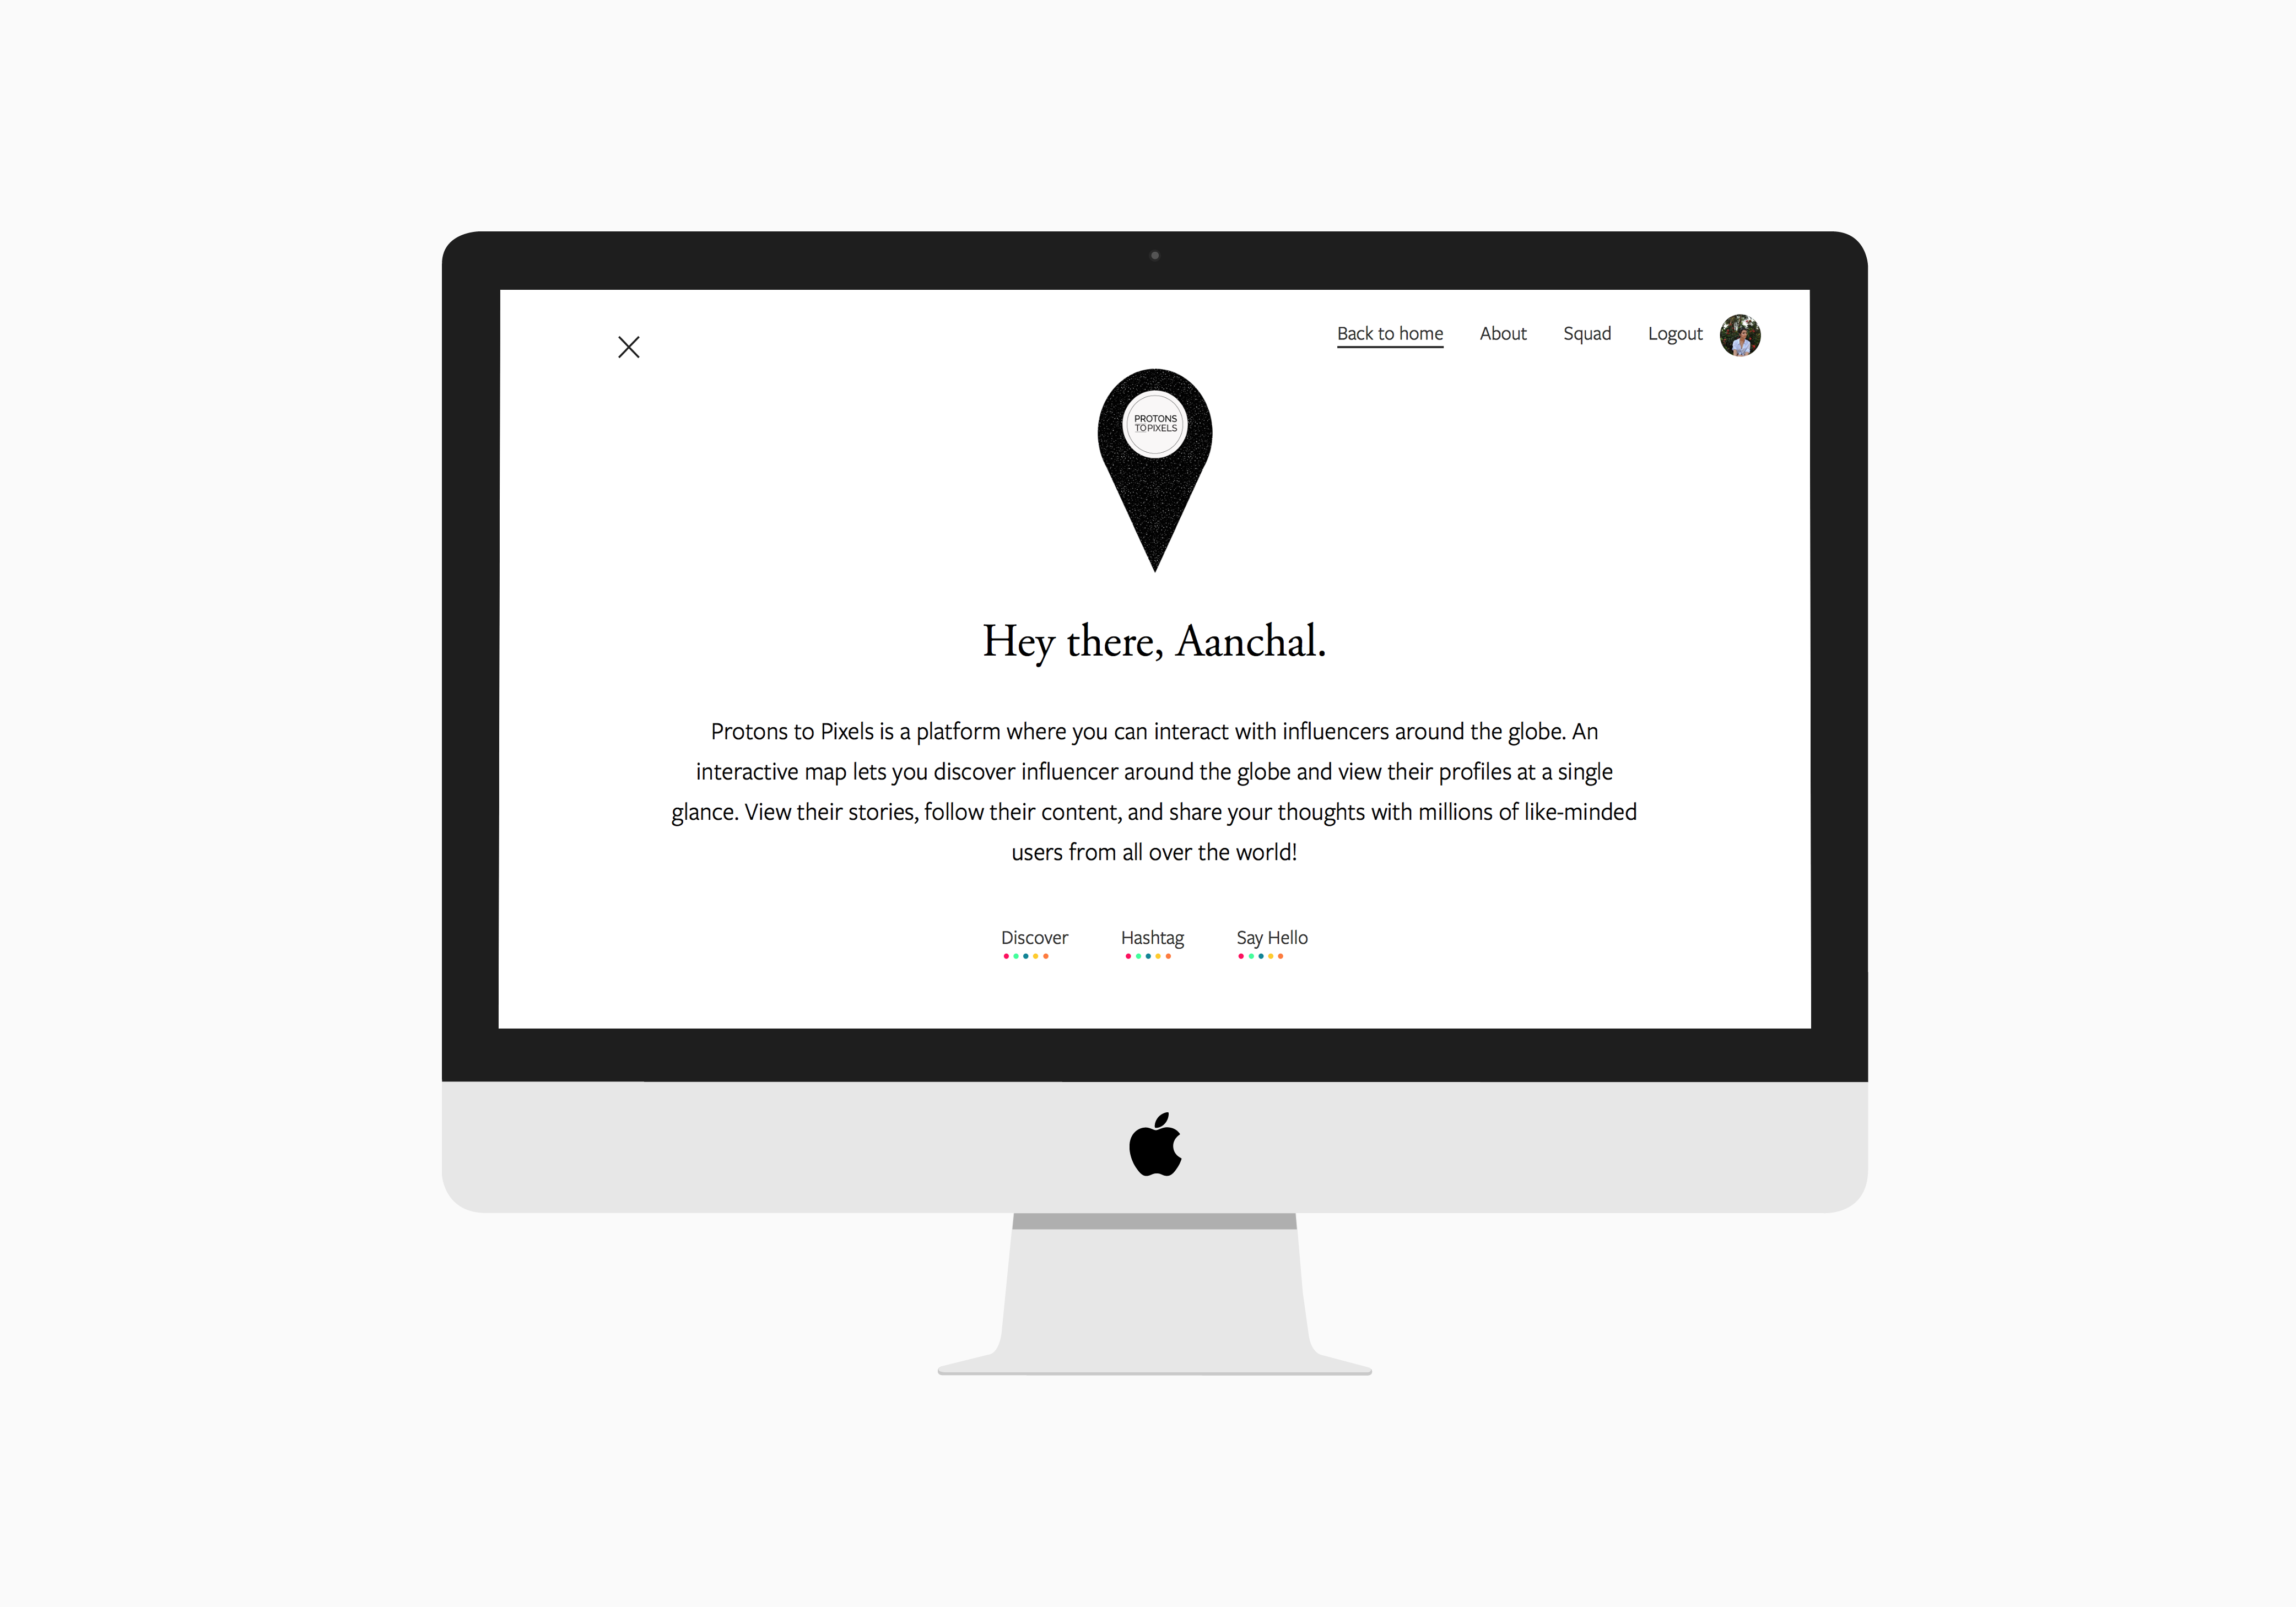 Back to home About Squad Logout
PROTONS
TOPIXELS
Hey there, Aanchal.
Protons to Pixels is a platform where you can interact with influencers around the globe. An
interactive map lets you discover influencer around the globe and view their profiles at a single
glance. View their stories, follow their content, and share your thoughts with millions of like-minded
users from all over the world!
Discover Hashtag Say Hello